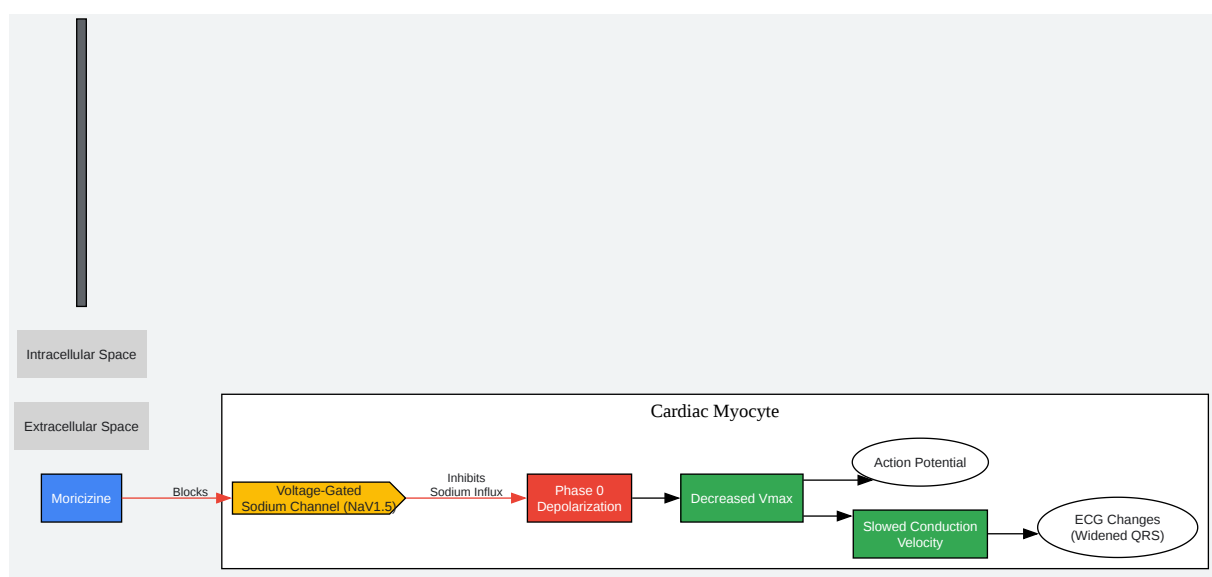 Intracellular Space
Extracellular Space
Cardiac Myocyte
Moricizine
Blocks
Voltage-Gated
Sodium Channel (NaV1.5)
Inhibits
Sodium Influx
Phase 0
Depolarization
Decreased Vmax
Action Potential
Slowed Conduction
Velocity
ECG Changes
(Widened QRS)